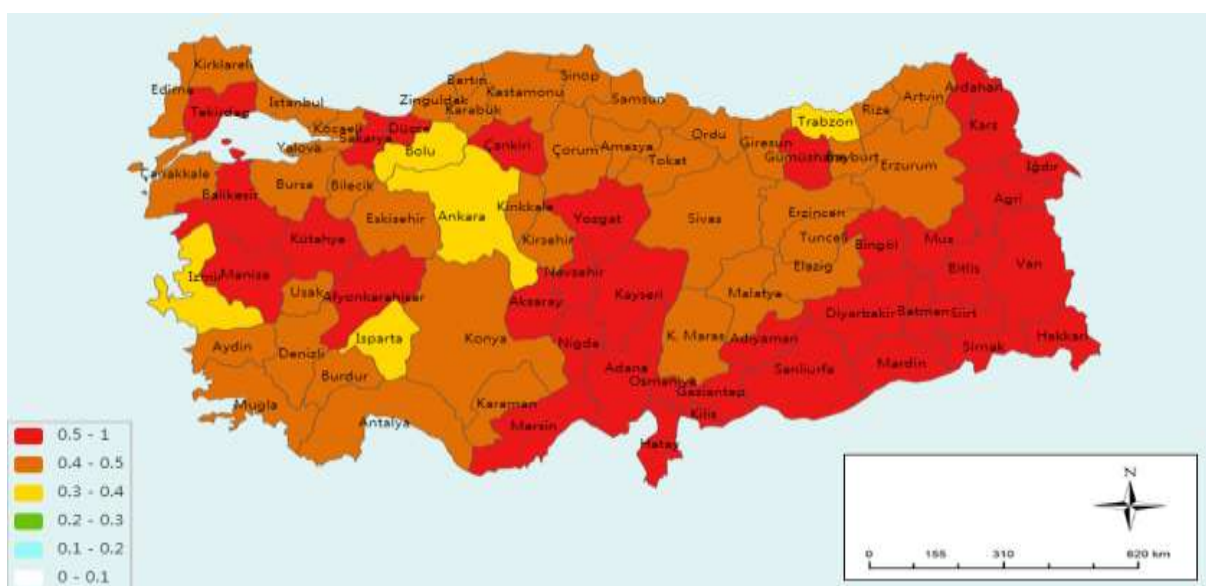 Kirklareli
Edirne
Tekirdag
Istanbul
Kocaeli
Yalova
Sakarya
Düzce
Zinguldak
Bartın
Karabük
Kastamonu
Sinop
Samsun
Bolu
Çankiri
Çorum
Amasya
Tokat
Ordu
Giresun
Trabzon
Gümüshane
Bayburt
Rize
Artvin
Ardahan
Kars
Iğdır
Agri
Erzurum
Çanakkale
Balikesir
Bursa
Bilecik
Eskisehir
Ankara
Kirikkale
Kirsehir
Yozgat
Sivas
Erzincan
Tunceli
Bingöl
Mus
Bitlis
Van
Elazig
Malatya
Kütahya
Manisa
Izmir
Usak
Afyonkarahisar
Nevsehir
Aksaray
Kayseri
Nigde
Konya
Isparta
Aydin
Denizli
Burdur
Mugla
Antalya
Karaman
Mersin
Adana
Osmaniya
K. Maras
Adiyaman
Gaziantep
Kilis
Hatay
Sanliurfa
Diyarbakir
Batman
Siirt
Mardin
Sirnak
Hakkari
0.5 - 1
0.4 - 0.5
0.3 - 0.4
0.2 - 0.3
0.1 - 0.2
0 - 0.1
N
0 155 310 620 km